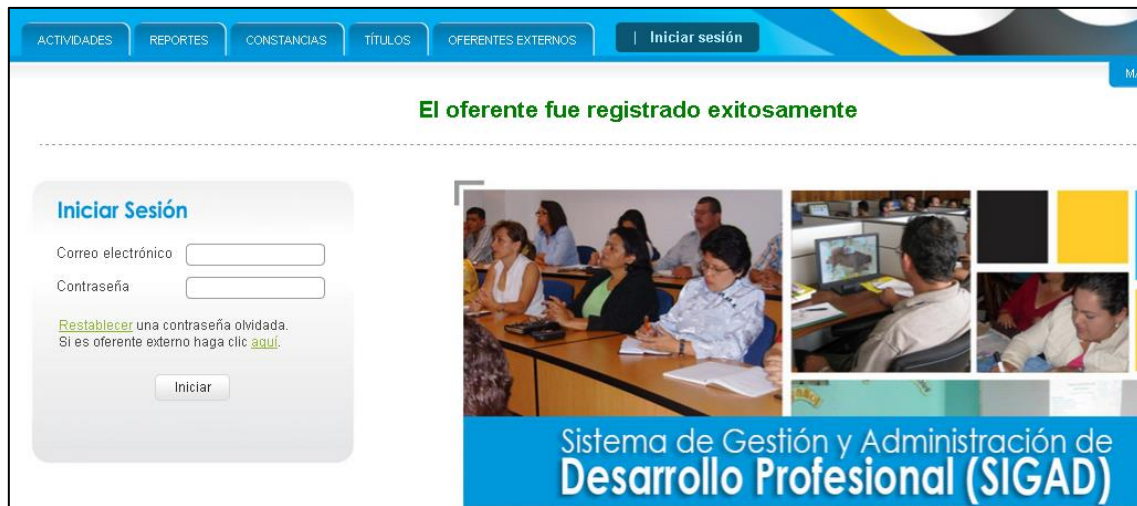 ACTIVIDADES REPORTES CONSTANCIAS TÍTULOS OFERENTES EXTERNOS | Iniciar sesión
El oferente fue registrado exitosamente
Iniciar Sesión
Correo electrónico
Contraseña
Restablecer una contraseña olvidada.
Si es oferente externo haga clic aquí.
Iniciar
Sistema de Gestión y Administración de
Desarrollo Profesional (SIGAD)